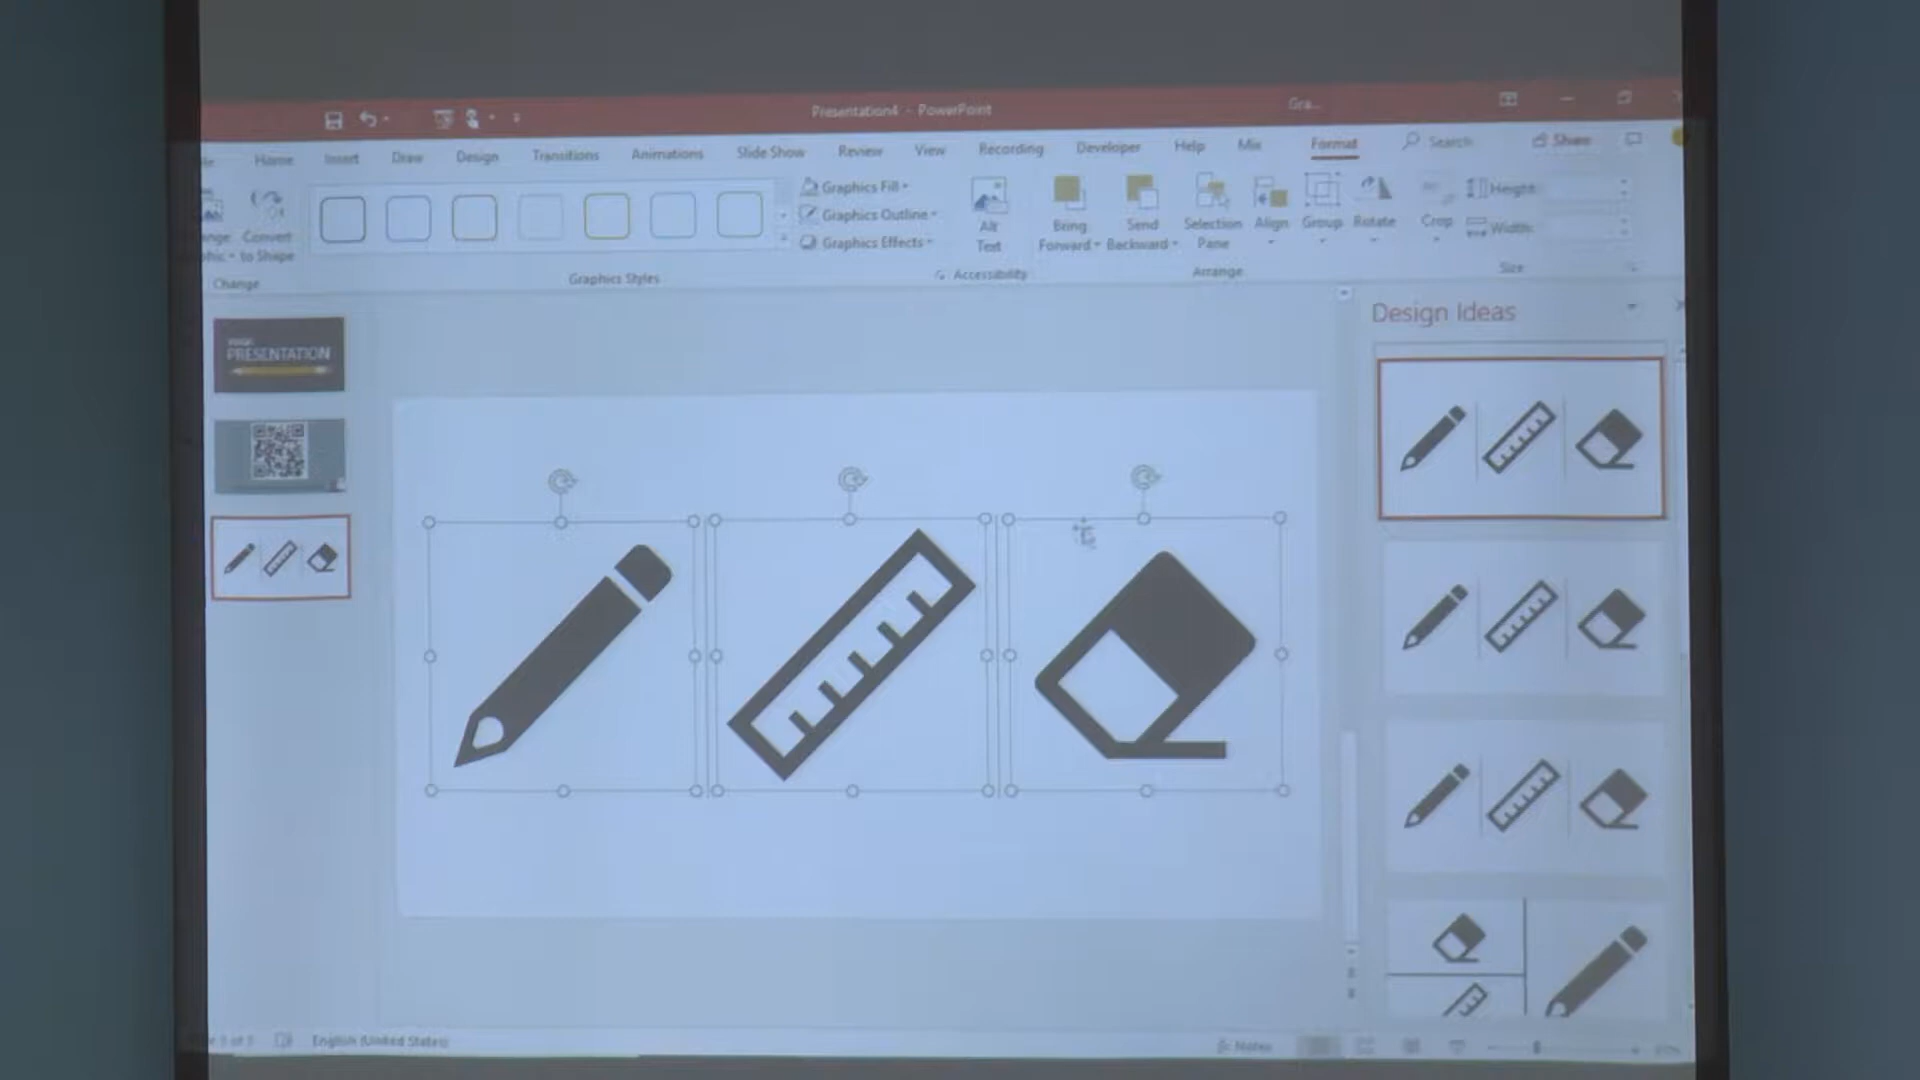 Presentation4 - PowerPoint
Gra...
Home Insert Draw Design Transitions Animations Slide Show Review View Recording Developer Help Mix Format Search Share
Graphics Fill
Graphics Outline
Graphics Effects
Convert
to Shape
Alt
Text
Bring
Forward
Send
Backward
Selection
Pane
Align
Group
Rotate
Crop
Height:
Width:
Change
Graphics Styles
Accessibility
Arrange
Size
Design Ideas
PRESENTATION
English (United States)
Notes